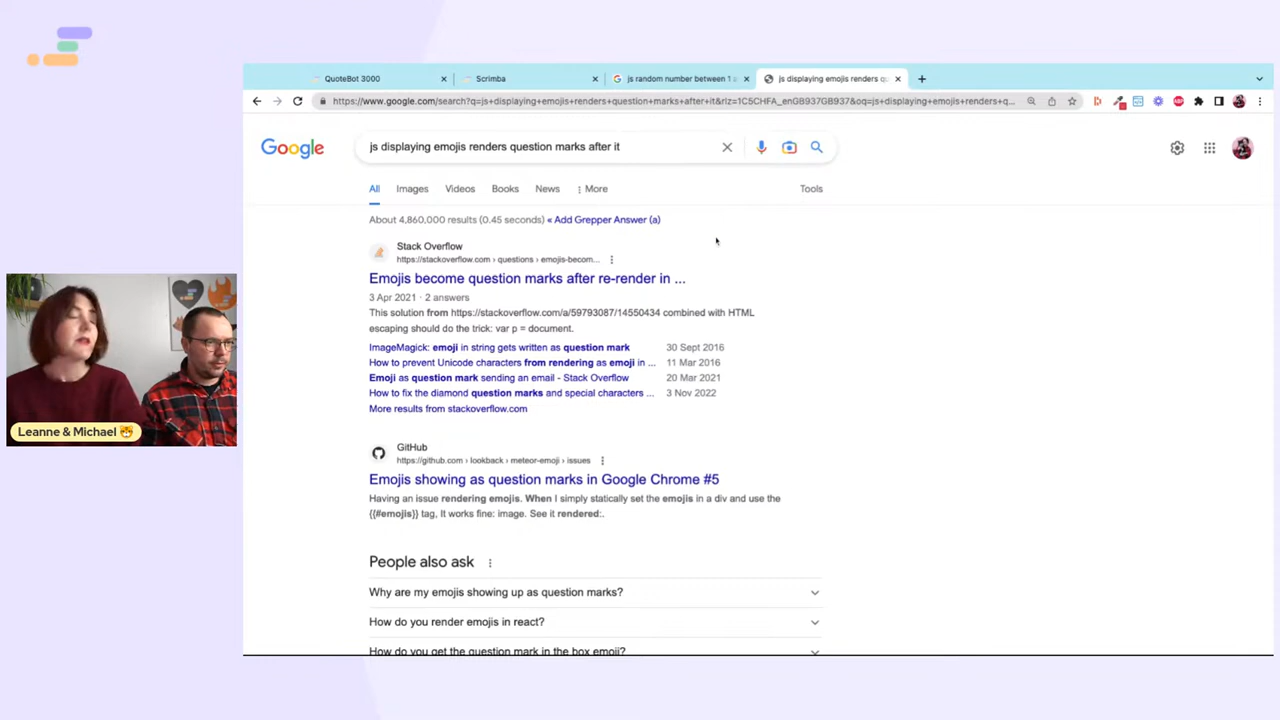 QuoteBot 3000
Scrimba
js random number between 1 a
js displaying emojis renders qu
https://www.google.com/search?q=js+displaying+emojis+renders+question+marks+after+it&rlz=1C5CHFA_enGB937GB937&oq=js+displaying+emojis+renders+q...
Google
js displaying emojis renders question marks after it
All
Images
Videos
Books
News
More
Tools
About 4,860,000 results (0.45 seconds) « Add Grepper Answer (a)
Stack Overflow
https://stackoverflow.com › questions › emojis-becom...
Emojis become question marks after re-render in ...
3 Apr 2021 · 2 answers
This solution from https://stackoverflow.com/a/59793087/14550434 combined with HTML
escaping should do the trick: var p = document.
ImageMagick: emoji in string gets written as question mark 30 Sept 2016
How to prevent Unicode characters from rendering as emoji in ... 11 Mar 2016
Emoji as question mark sending an email - Stack Overflow 20 Mar 2021
How to fix the diamond question marks and special characters ... 3 Nov 2022
More results from stackoverflow.com
GitHub
https://github.com › lookback › meteor-emoji › issues
Emojis showing as question marks in Google Chrome #5
Having an issue rendering emojis. When I simply statically set the emojis in a div and use the
{{#emojis}} tag, It works fine: image. See it rendered:.
People also ask
Why are my emojis showing up as question marks?
How do you render emojis in react?
How do you get the question mark in the box emoji?
Leanne & Michael 🐯